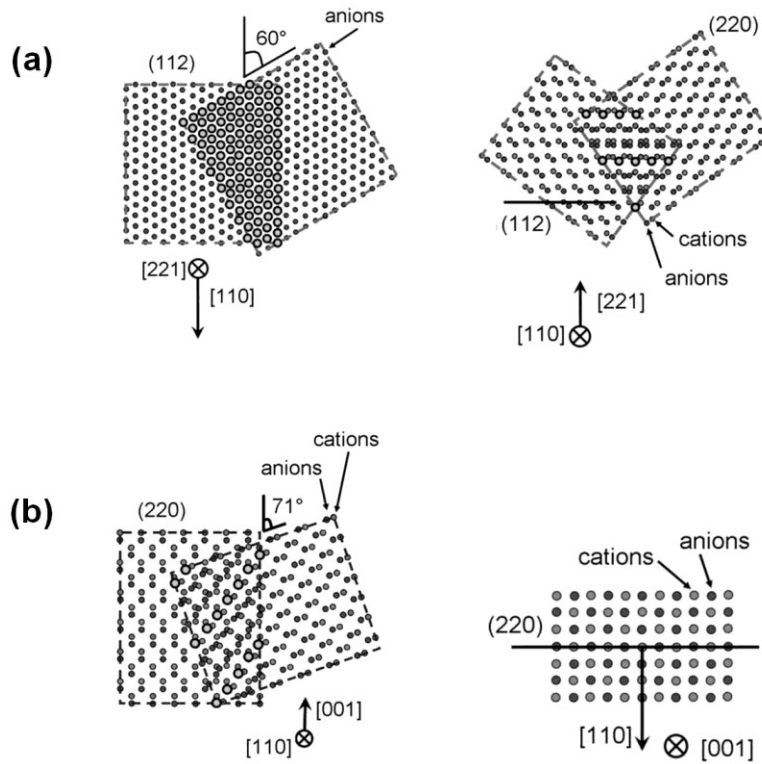 (a)
anions
60°
(112)
[221]
[110]
(220)
(112)
cations
anions
[221]
[110]
(b)
cations
anions
71°
(220)
[001]
[110]
cations
anions
(220)
[110]
[001]